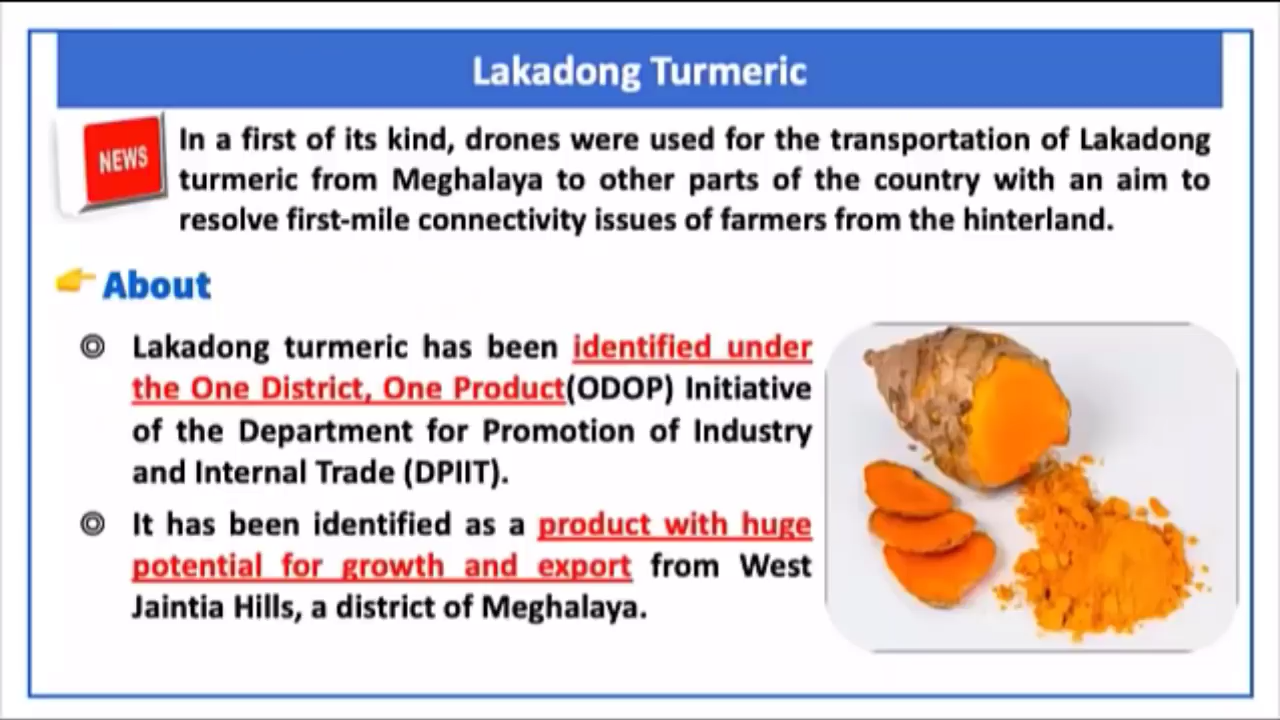 Lakadong Turmeric
NEWS
In a first of its kind, drones were used for the transportation of Lakadong
turmeric from Meghalaya to other parts of the country with an aim to
resolve first-mile connectivity issues of farmers from the hinterland.
About
Lakadong turmeric has been identified under
the One District, One Product(ODOP) Initiative
of the Department for Promotion of Industry
and Internal Trade (DPIIT).
It has been identified as a product with huge
potential for growth and export from West
Jaintia Hills, a district of Meghalaya.